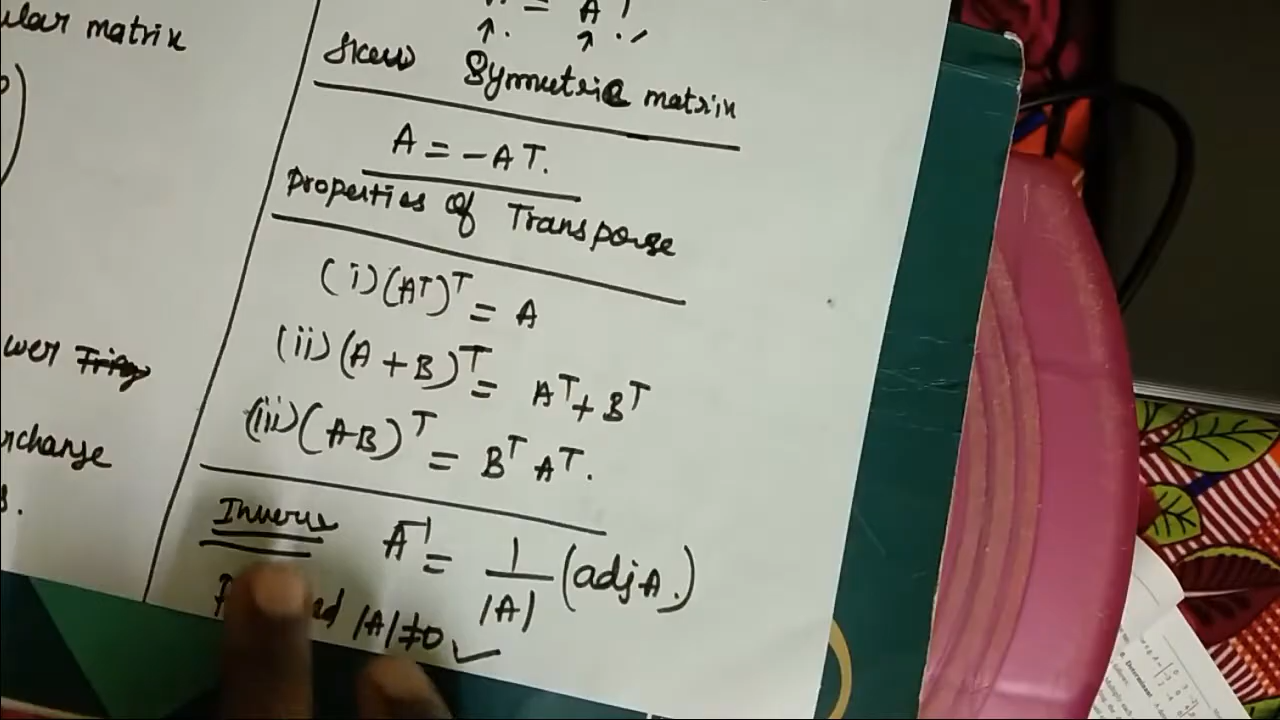 ular matrix
wer
rchange
s.
= A
Skew Symmetric matrix
A = -AT.
Properties of Transpose
(i) (Aᵀ)ᵀ = A
(ii) (A + B)ᵀ = Aᵀ + Bᵀ
(iii) (AB)ᵀ = Bᵀ Aᵀ.
Inverse A⁻¹ = 1/|A| (adj A.)
|A| ≠ 0 ✓